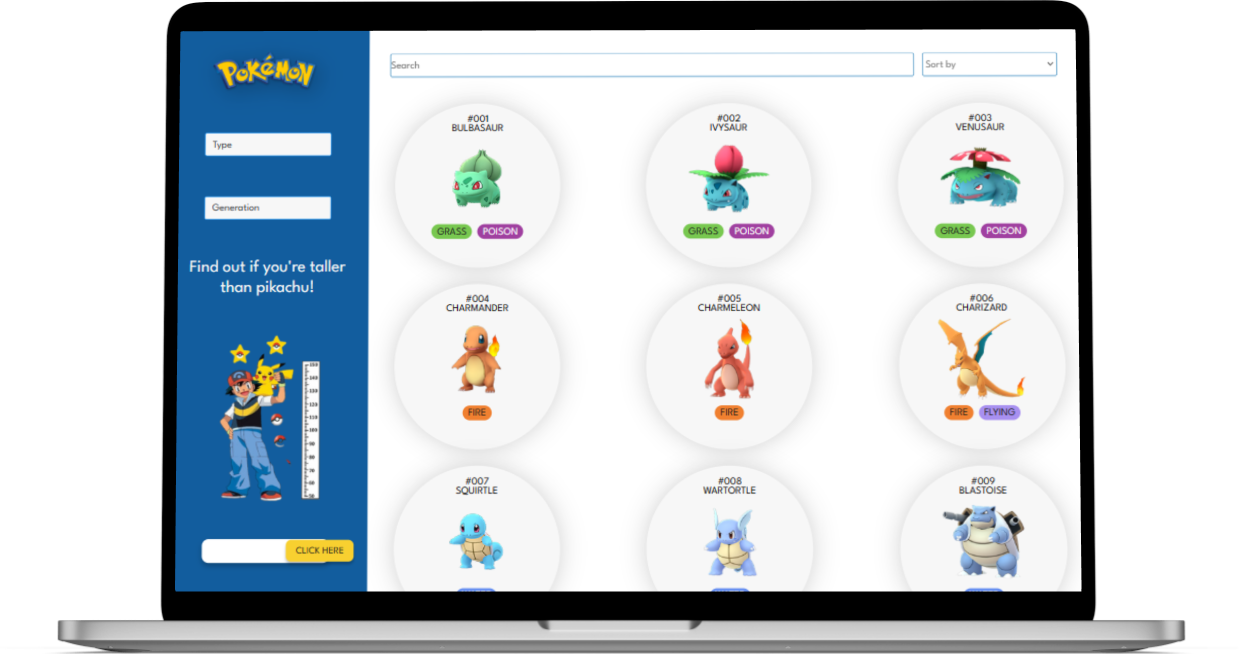 POKéMON
Type
Generation
Find out if you're taller
than pikachu!
CLICK HERE
Search
Sort by
#001
BULBASAUR
GRASS POISON
#002
IVYSAUR
GRASS POISON
#003
VENUSAUR
GRASS POISON
#004
CHARMANDER
FIRE
#005
CHARMELEON
FIRE
#006
CHARIZARD
FIRE FLYING
#007
SQUIRTLE
#008
WARTORTLE
#009
BLASTOISE